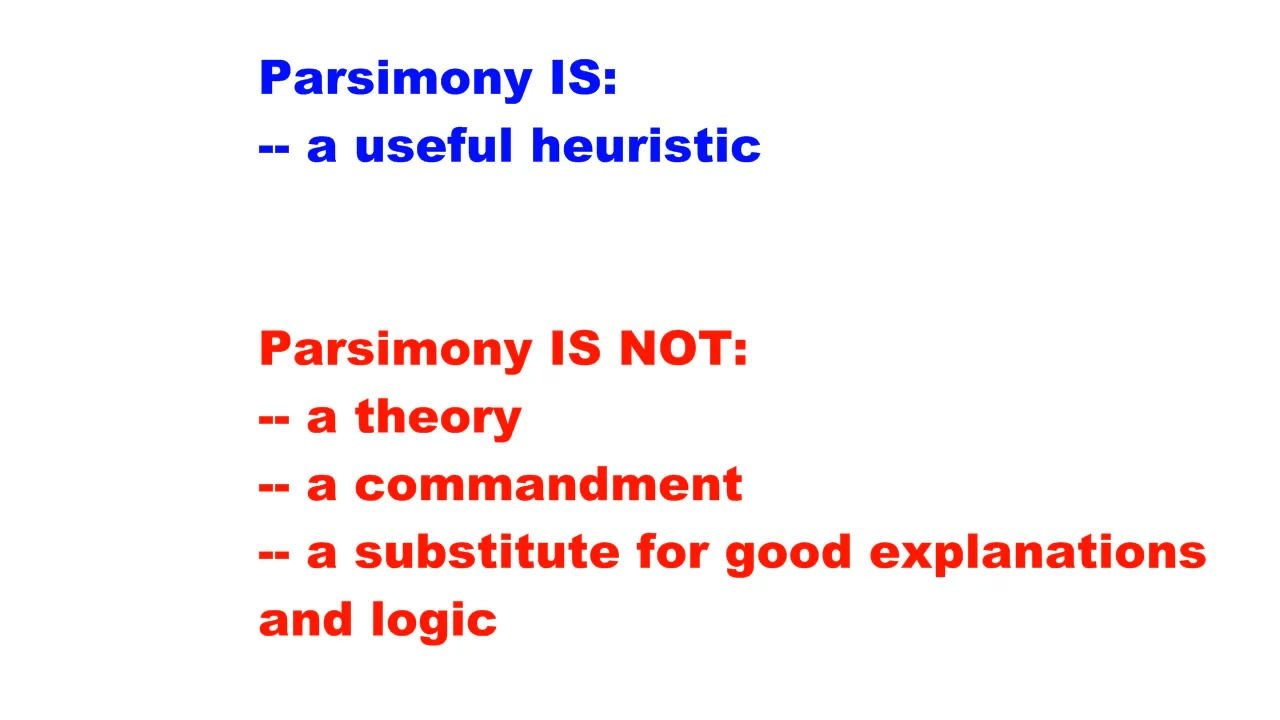 Parsimony IS:
-- a useful heuristic
Parsimony IS NOT:
-- a theory
-- a commandment
-- a substitute for good explanations
and logic